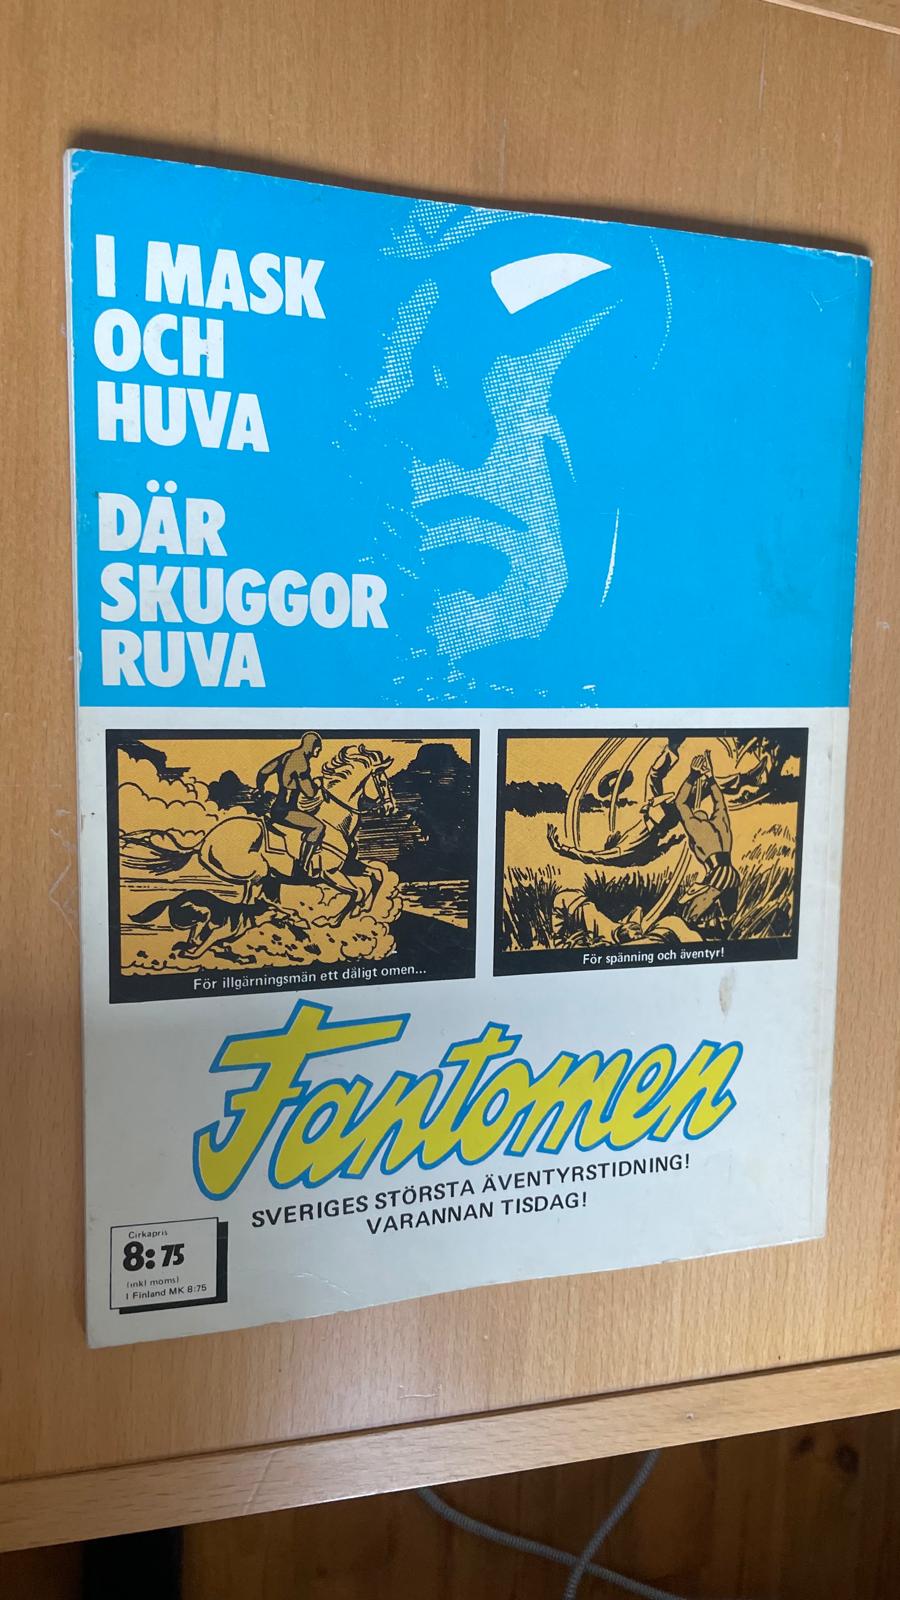 I MASK
OCH
HUVA
DÄR
SKUGGOR
RUVA
För illgärningsmän ett dåligt omen...
För spänning och äventyr!
Fantomen
SVERIGES STÖRSTA ÄVENTYRSTIDNING!
VARANNAN TISDAG!
Cirkapris
8:75
(inkl moms)
I Finland MK 8:75